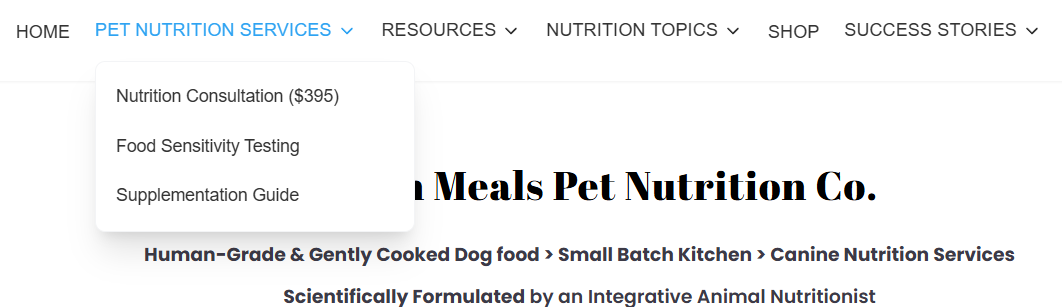 HOME PET NUTRITION SERVICES RESOURCES NUTRITION TOPICS SHOP SUCCESS STORIES
Nutrition Consultation ($395)
Food Sensitivity Testing
Supplementation Guide
Meals Pet Nutrition Co.
Human-Grade & Gently Cooked Dog food > Small Batch Kitchen > Canine Nutrition Services
Scientifically Formulated by an Integrative Animal Nutritionist